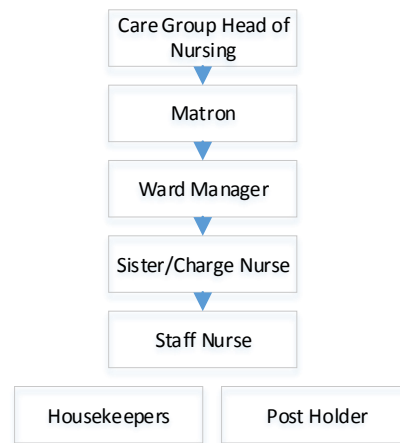 Care Group Head of
Nursing
Matron
Ward Manager
Sister/Charge Nurse
Staff Nurse
Housekeepers
Post Holder